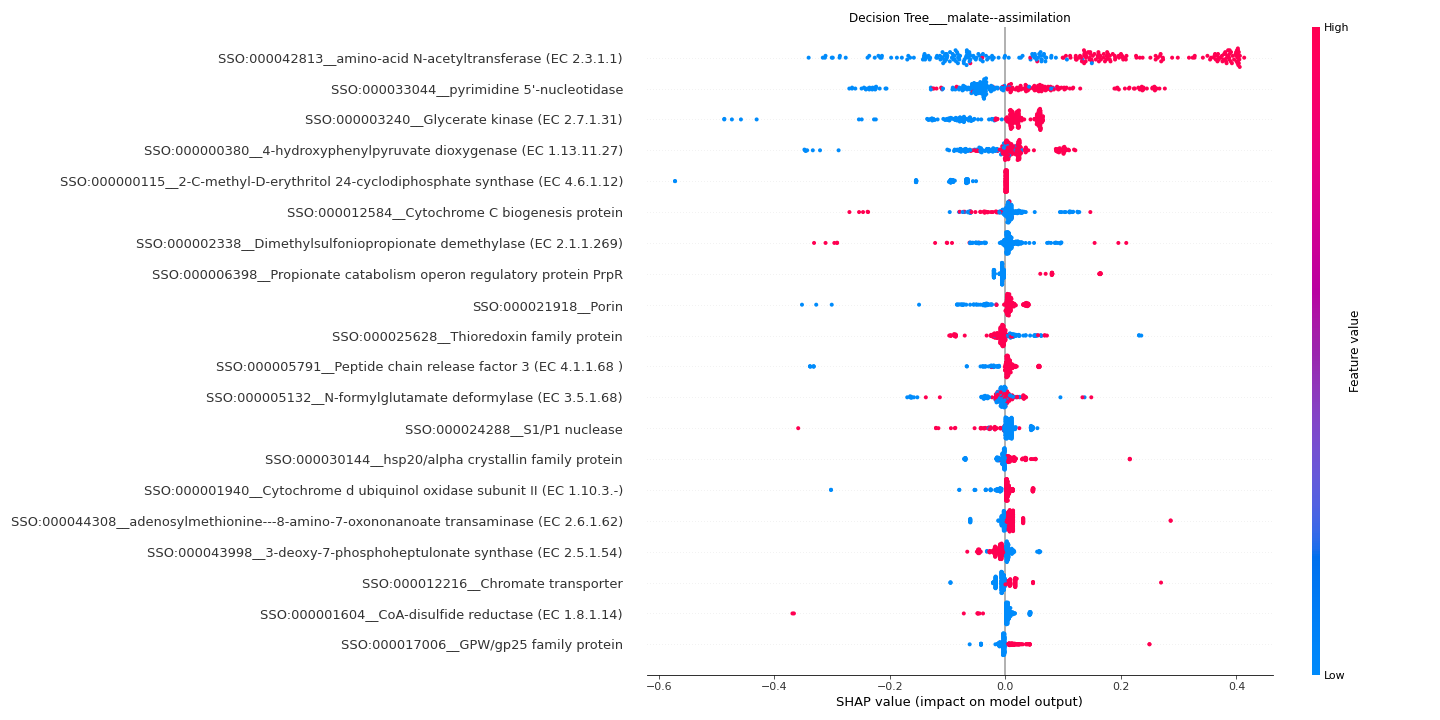 Decision Tree___malate--assimilation
High
SSO:000042813__amino-acid N-acetyltransferase (EC 2.3.1.1)
SSO:000033044__pyrimidine 5'-nucleotidase
SSO:000003240__Glycerate kinase (EC 2.7.1.31)
SSO:000000380__4-hydroxyphenylpyruvate dioxygenase (EC 1.13.11.27)
SSO:000000115__2-C-methyl-D-erythritol 24-cyclodiphosphate synthase (EC 4.6.1.12)
SSO:000012584__Cytochrome C biogenesis protein
SSO:000002338__Dimethylsulfoniopropionate demethylase (EC 2.1.1.269)
SSO:000006398__Propionate catabolism operon regulatory protein PrpR
SSO:000021918__Porin
SSO:000025628__Thioredoxin family protein
SSO:000005791__Peptide chain release factor 3 (EC 4.1.1.68 )
SSO:000005132__N-formylglutamate deformylase (EC 3.5.1.68)
SSO:000024288__S1/P1 nuclease
SSO:000030144__hsp20/alpha crystallin family protein
SSO:000001940__Cytochrome d ubiquinol oxidase subunit II (EC 1.10.3.-)
SSO:000044308__adenosylmethionine---8-amino-7-oxononanoate transaminase (EC 2.6.1.62)
SSO:000043998__3-deoxy-7-phosphoheptulonate synthase (EC 2.5.1.54)
SSO:000012216__Chromate transporter
SSO:000001604__CoA-disulfide reductase (EC 1.8.1.14)
SSO:000017006__GPW/gp25 family protein
Feature value
Low
−0.6 −0.4 −0.2 0.0 0.2 0.4
SHAP value (impact on model output)